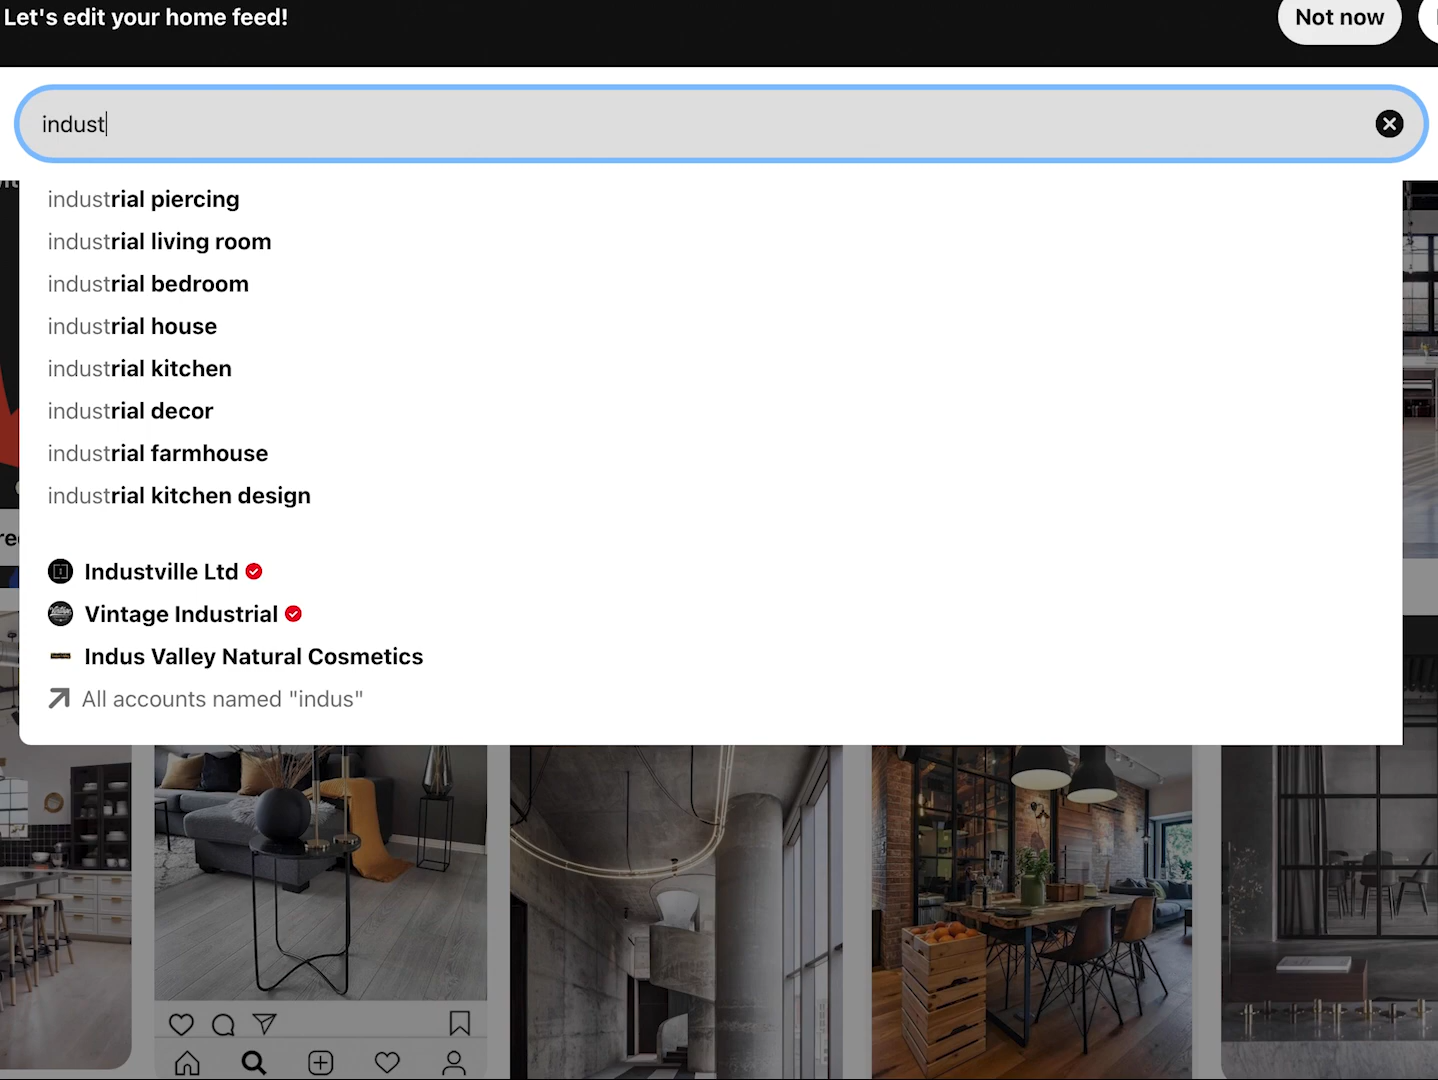 Let's edit your home feed!
Not now
indust
industrial piercing
industrial living room
industrial bedroom
industrial house
industrial kitchen
industrial decor
industrial farmhouse
industrial kitchen design
Industville Ltd
Vintage Industrial
Indus Valley Natural Cosmetics
All accounts named "indus"